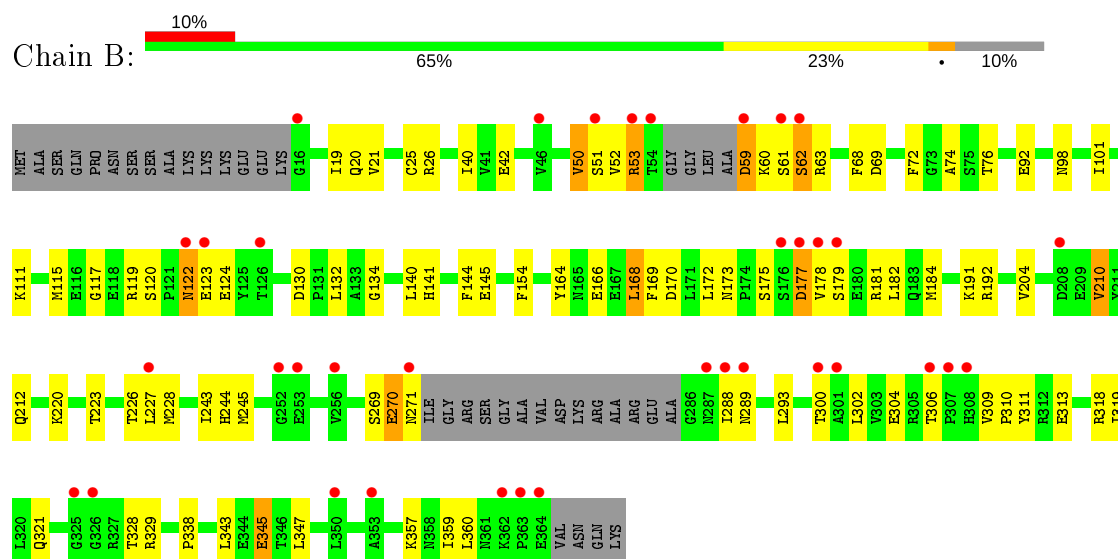 10%
Chain B:
65% 23% • 10%
MET ALA SER GLN PRO ASN SER SER ALA LYS LYS LYS GLU GLU LYS G16 I19 Q20 V21 C25 R26 I40 V41 E42 V46 V50 S51 V52 R53 T54 GLY GLY LEU ALA D59 K60 S61 S62 R63 F68 D69 F72 G73 A74 S75 T76 E92 N98 I101
K111 M115 E116 G117 E118 R119 S120 P121 N122 E123 E124 Y125 T126 D130 P131 L132 A133 G134 L140 H141 F144 E145 F154 Y164 N165 E166 E167 L168 F169 D170 L171 L172 N173 P174 S175 S176 D177 V178 S179 E180 R181 L182 Q183 M184 K191 R192 V204 D208 E209 V210 Y211
Q212 K220 T223 T226 L227 M228 I243 H244 M245 G252 E253 V256 S269 E270 N271 ILE GLY ARG SER GLY ALA VAL ASP LYS ARG ALA ARG GLU ALA G286 N287 I288 N289 L293 T300 A301 L302 V303 E304 R305 T306 P307 H308 V309 P310 Y311 R312 E313 R318 I319
L320 Q321 G325 G326 R327 T328 R329 P338 L343 E344 E345 T346 L347 L350 A353 K357 N358 I359 L360 N361 K362 P363 E364 VAL ASN GLN LYS